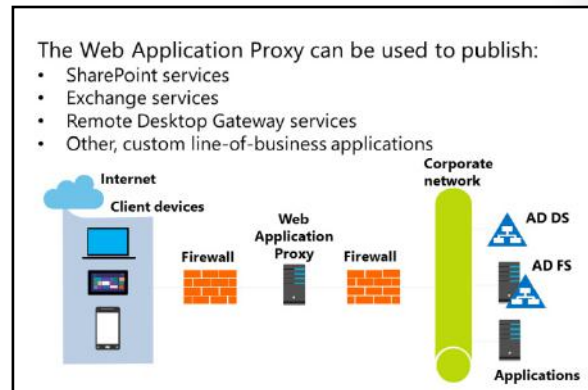 The Web Application Proxy can be used to publish:
• SharePoint services
• Exchange services
• Remote Desktop Gateway services
• Other, custom line-of-business applications
Internet
Client devices
Firewall
Web
Application
Proxy
Firewall
Corporate
network
AD DS
AD FS
Applications